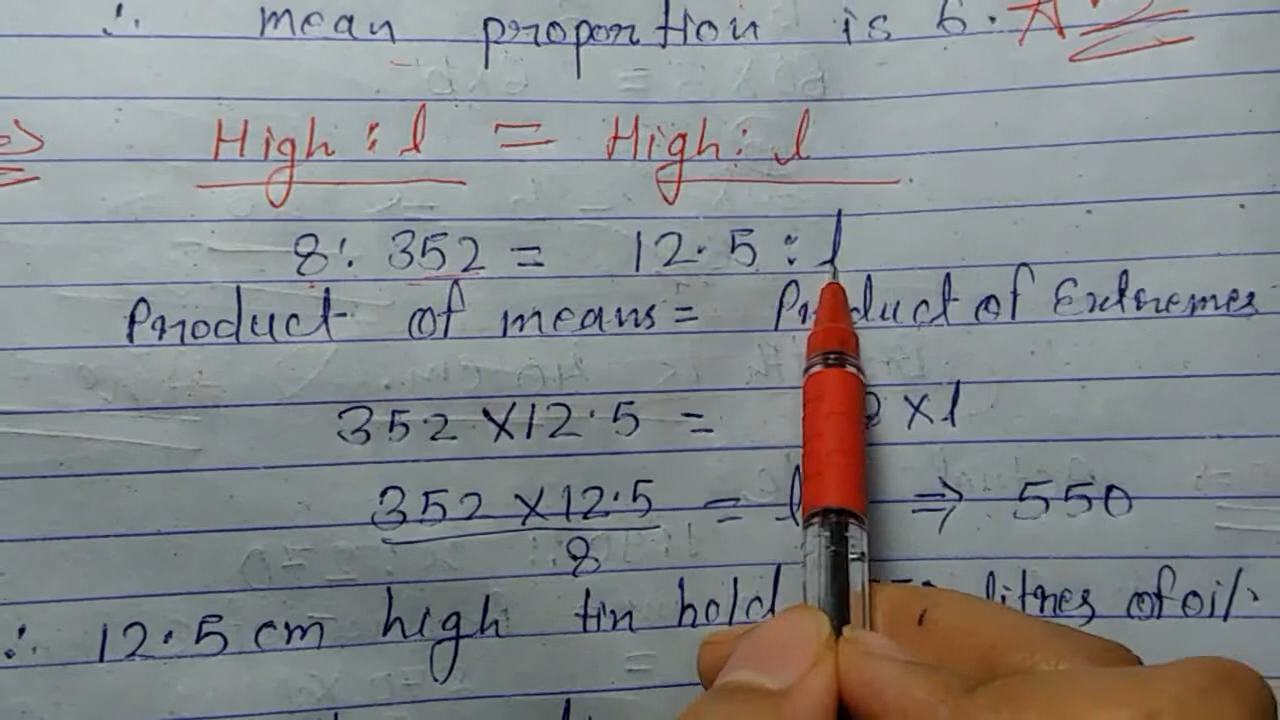 ∴ mean proportion is 6. A
High : l = High : l
8 : 352 = 12.5 : l
Product of means = Product of Extremes
352 X 12.5 = 8 X l
352 X 12.5 = l ⇒ 550
8
∴ 12.5 cm high tin hold litres of oil.